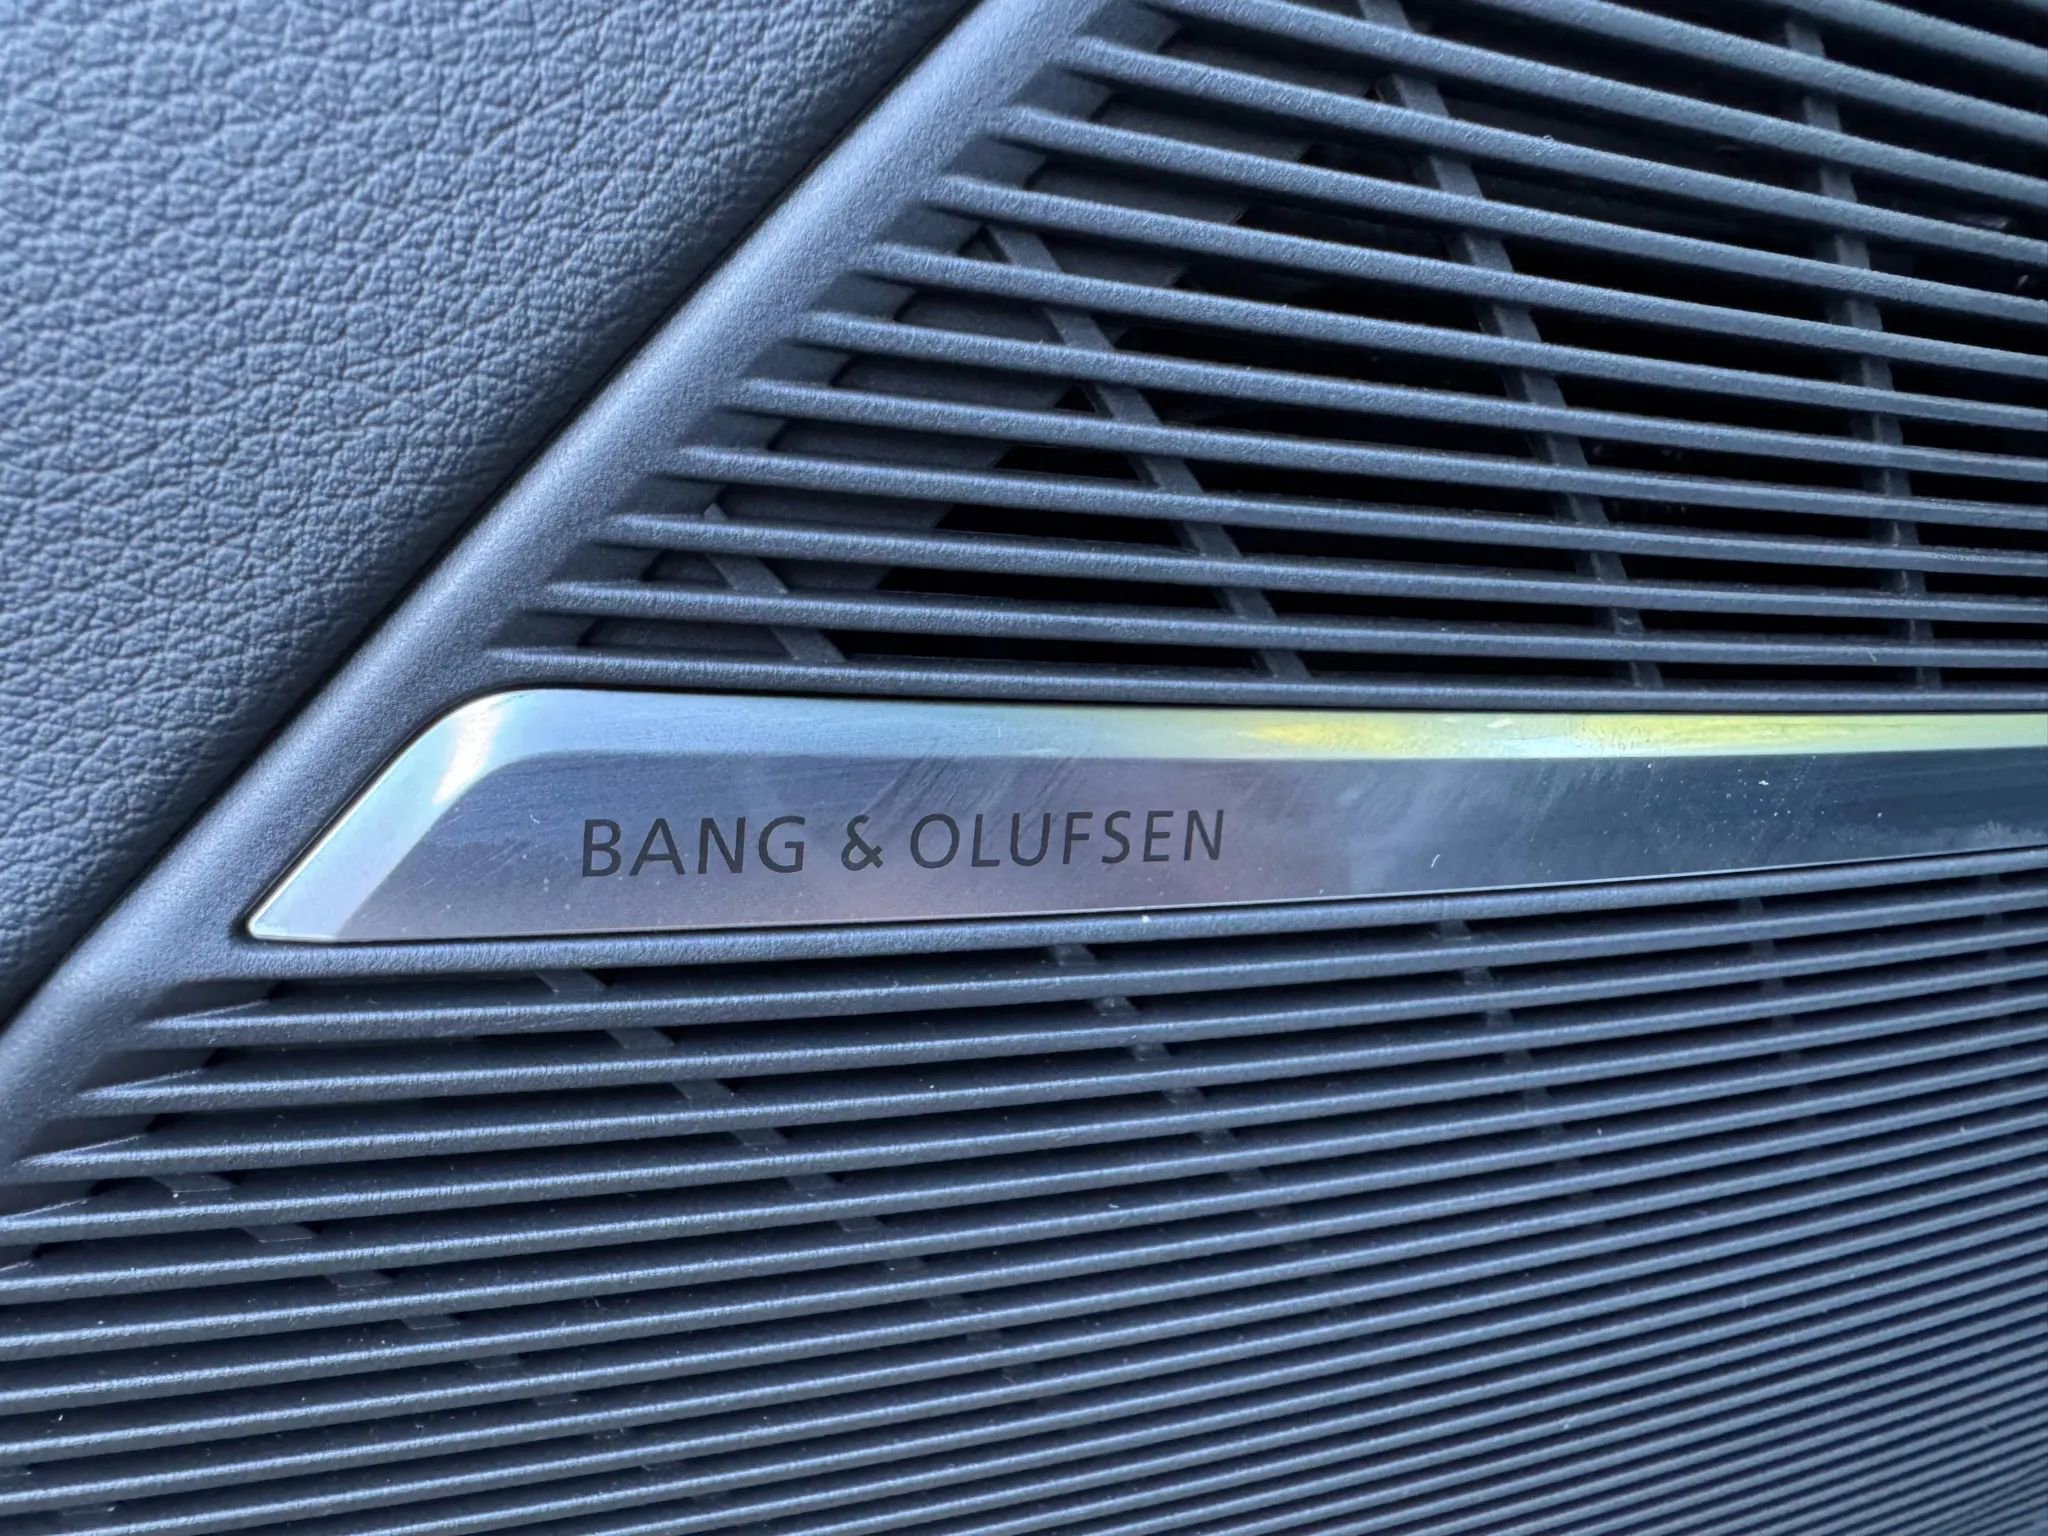 BANG & OLUFSEN